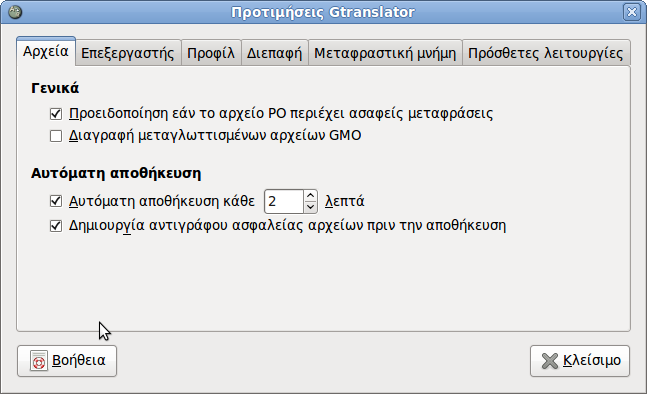 Προτιμήσεις Gtranslator
Αρχεία Επεξεργαστής Προφίλ Διεπαφή Μεταφραστική μνήμη Πρόσθετες λειτουργίες
Γενικά
Προειδοποίηση εάν το αρχείο PO περιέχει ασαφείς μεταφράσεις
Διαγραφή μεταγλωττισμένων αρχείων GMO
Αυτόματη αποθήκευση
Αυτόματη αποθήκευση κάθε 2 λεπτά
Δημιουργία αντιγράφου ασφαλείας αρχείων πριν την αποθήκευση
Βοήθεια Κλείσιμο